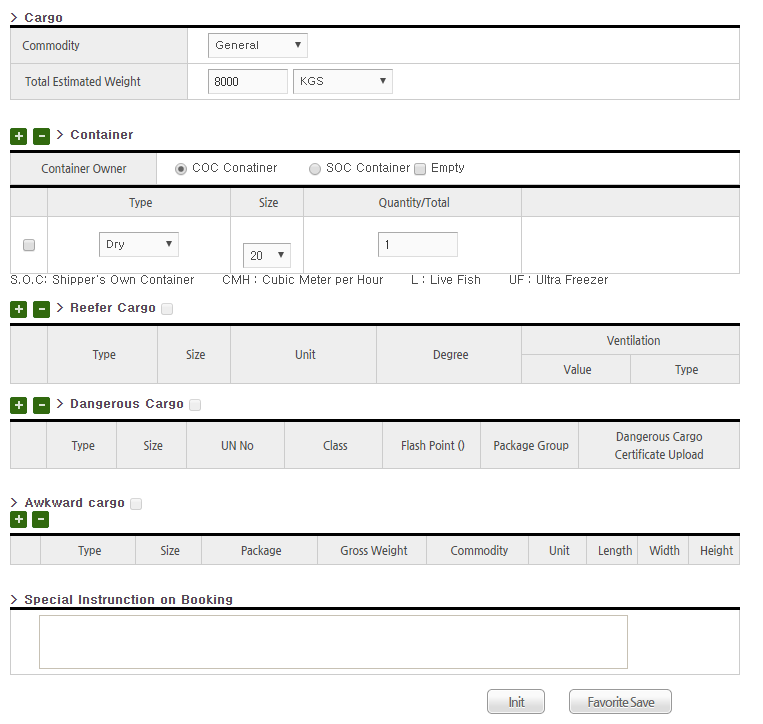 > Cargo
Commodity General
Total Estimated Weight 8000 KGS
+ - > Container
Container Owner COC Conatiner SOC Container Empty
Type Size Quantity/Total
Dry 20 1
S.O.C: Shipper's Own Container CMH : Cubic Meter per Hour L : Live Fish UF : Ultra Freezer
+ - > Reefer Cargo
Type Size Unit Degree Ventilation
Value Type
+ - > Dangerous Cargo
Type Size UN No Class Flash Point () Package Group Dangerous Cargo
Certificate Upload
> Awkward cargo
+ -
Type Size Package Gross Weight Commodity Unit Length Width Height
> Special Instrunction on Booking
Init Favorite Save